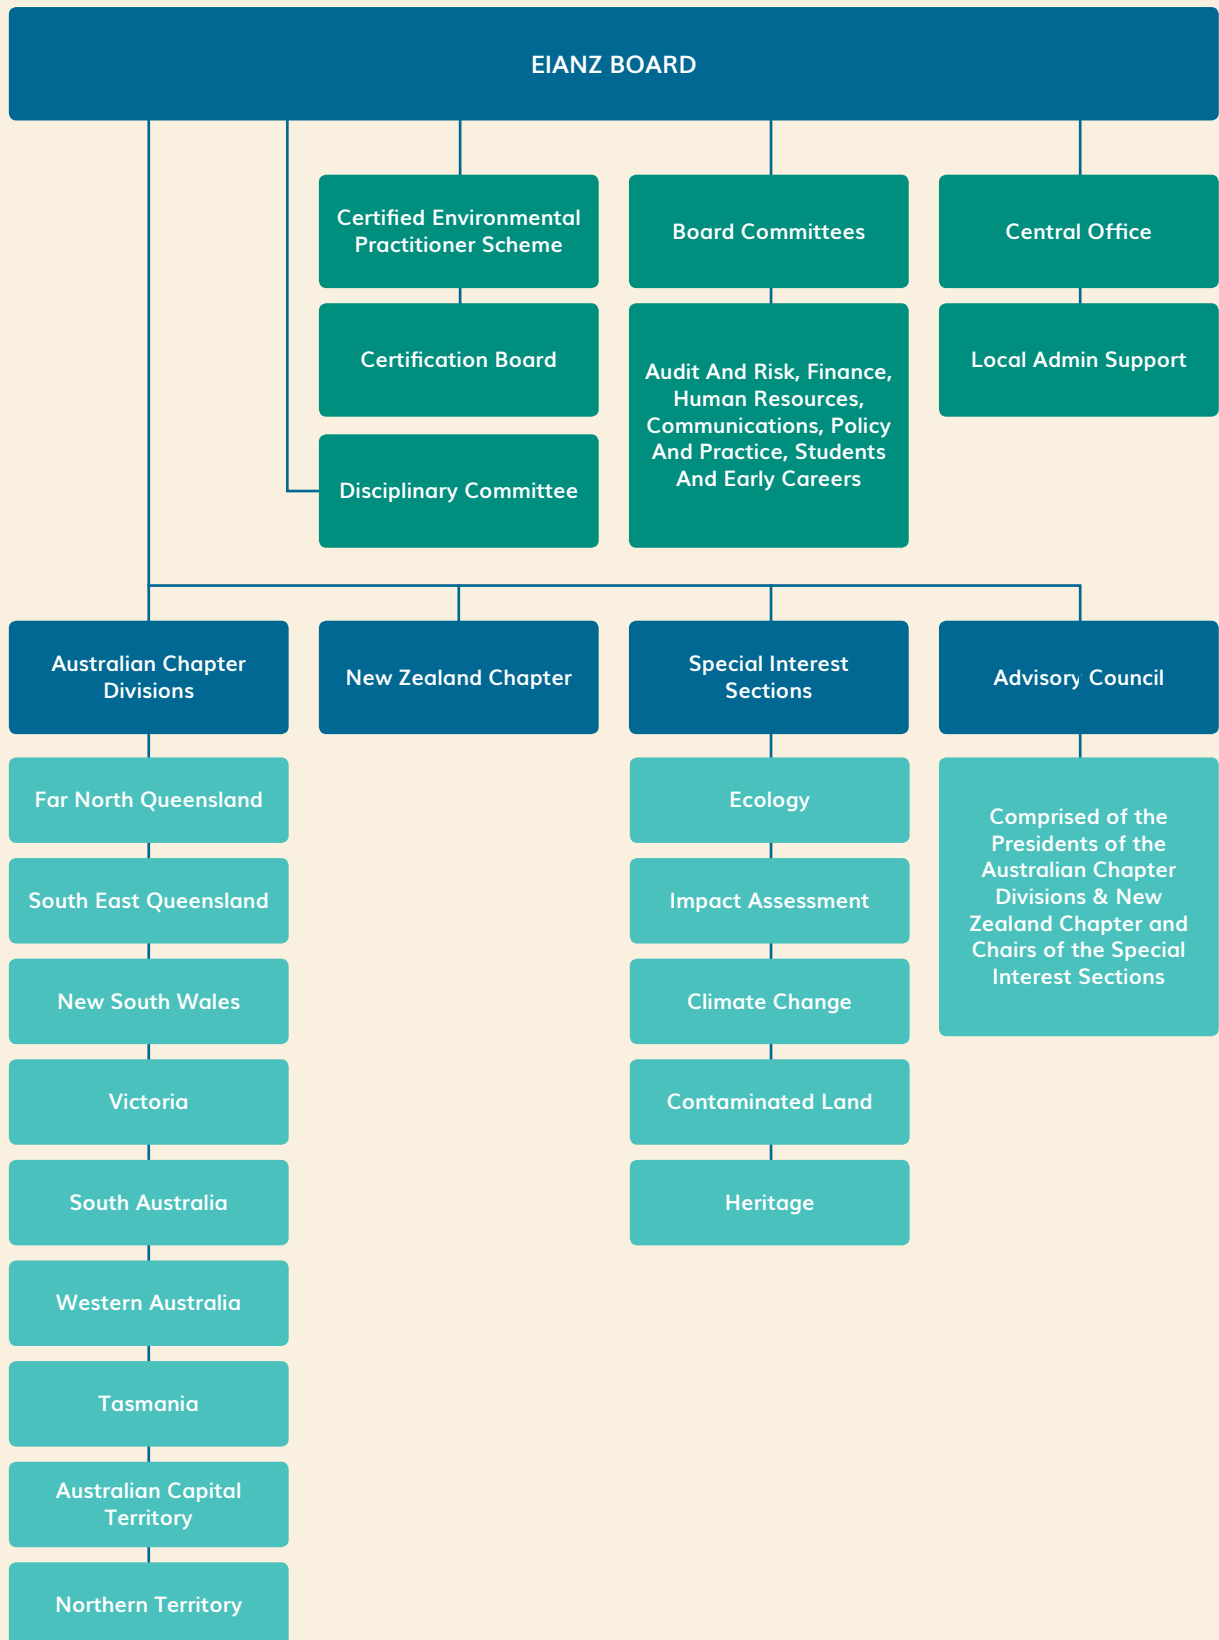 EIANZ BOARD
Certified Environmental
Practitioner Scheme
Board Committees
Central Office
Certification Board
Audit And Risk, Finance,
Human Resources,
Communications, Policy
And Practice, Students
And Early Careers
Local Admin Support
Disciplinary Committee
Australian Chapter
Divisions
New Zealand Chapter
Special Interest
Sections
Advisory Council
Far North Queensland
South East Queensland
New South Wales
Victoria
South Australia
Western Australia
Tasmania
Australian Capital
Territory
Northern Territory
Ecology
Impact Assessment
Climate Change
Contaminated Land
Heritage
Comprised of the
Presidents of the
Australian Chapter
Divisions & New
Zealand Chapter and
Chairs of the Special
Interest Sections